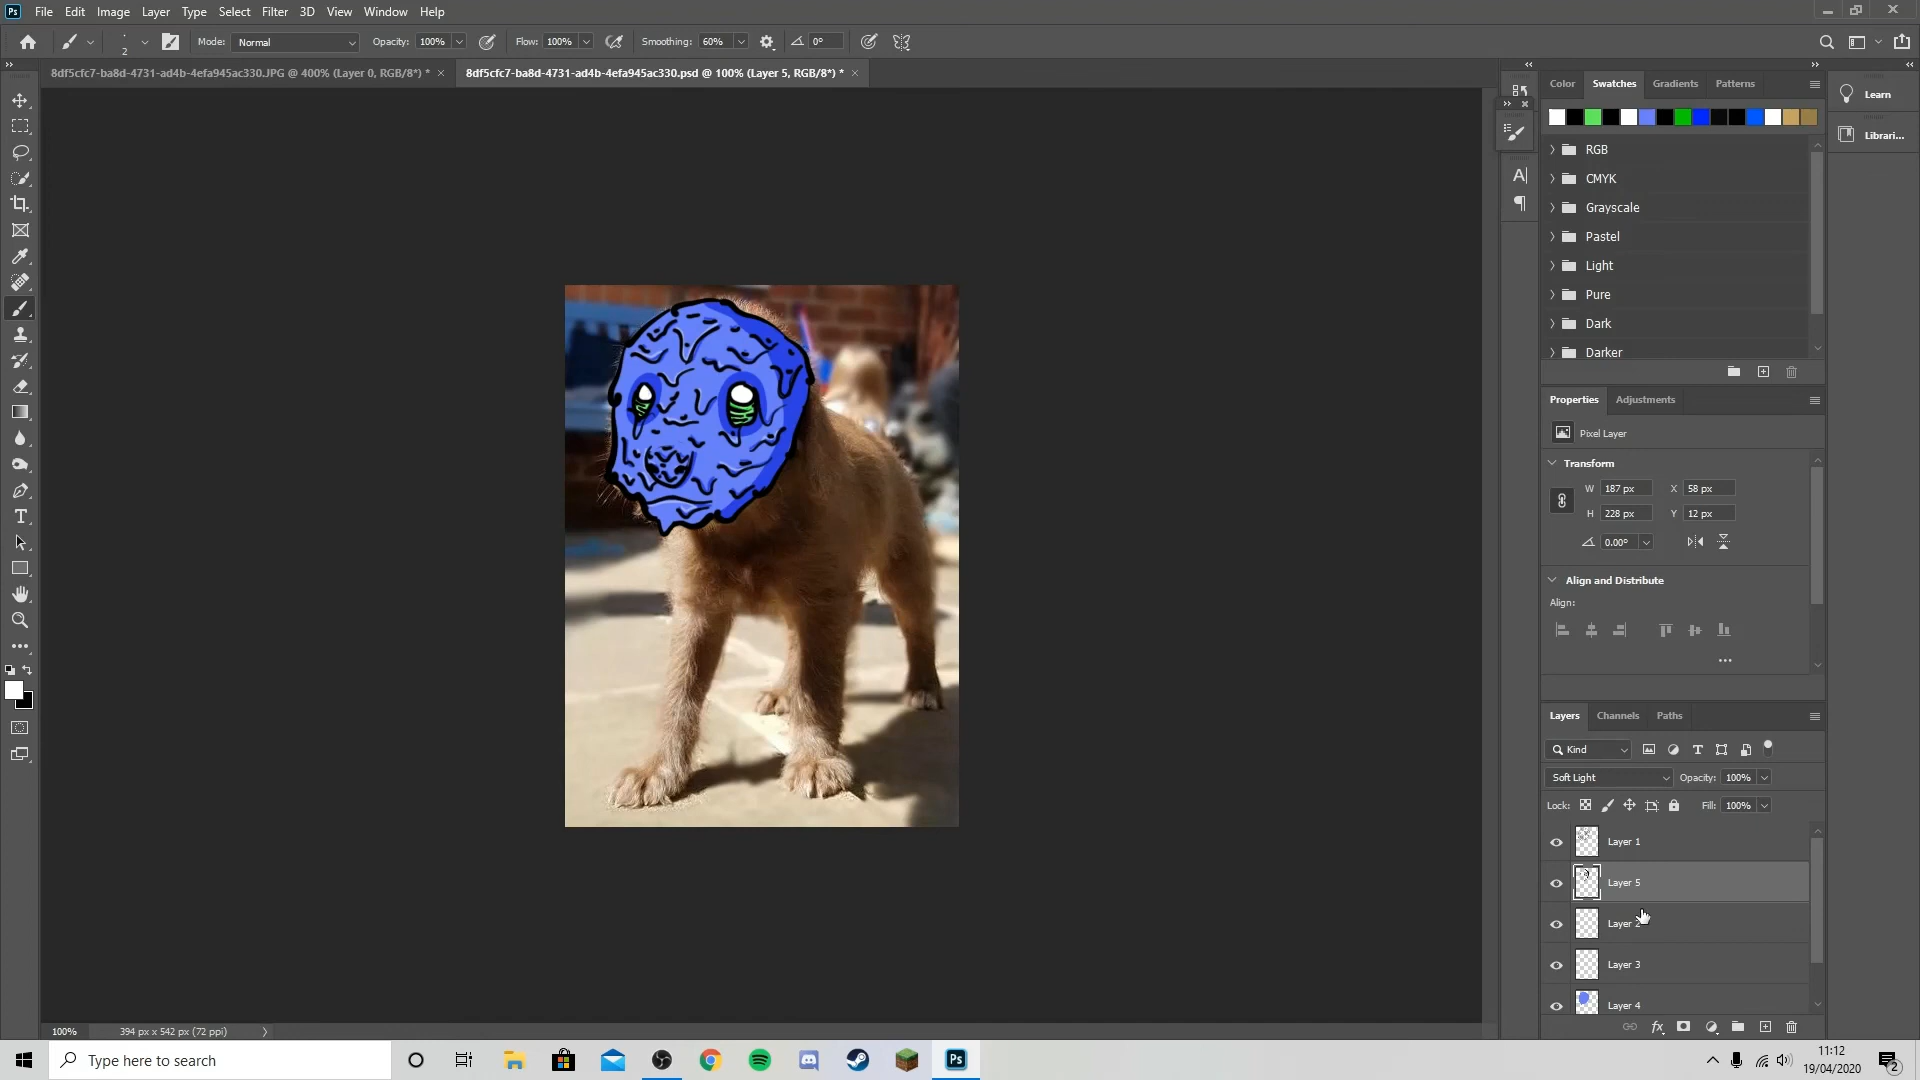 Ps File Edit Image Layer Type Select Filter 3D View Window Help
2 Mode: Normal Opacity: 100% Flow: 100% Smoothing: 60% 0°
8df5cfc7-ba8d-4731-ad4b-4efa945ac330.JPG @ 400% (Layer 0, RGB/8*) * × 8df5cfc7-ba8d-4731-ad4b-4efa945ac330.psd @ 100% (Layer 5, RGB/8*) * ×
Color Swatches Gradients Patterns
Learn
Librari...
RGB
CMYK
Grayscale
Pastel
Light
Pure
Dark
Darker
Properties Adjustments
Pixel Layer
Transform
W 187 px X 58 px
H 228 px Y 12 px
0.00°
Align and Distribute
Align:
Layers Channels Paths
Kind
Soft Light Opacity: 100%
Lock: Fill: 100%
Layer 1
Layer 5
Layer 2
Layer 3
Layer 4
100% 394 px x 542 px (72 ppi)
Type here to search
Ps
11:12
19/04/2020
2